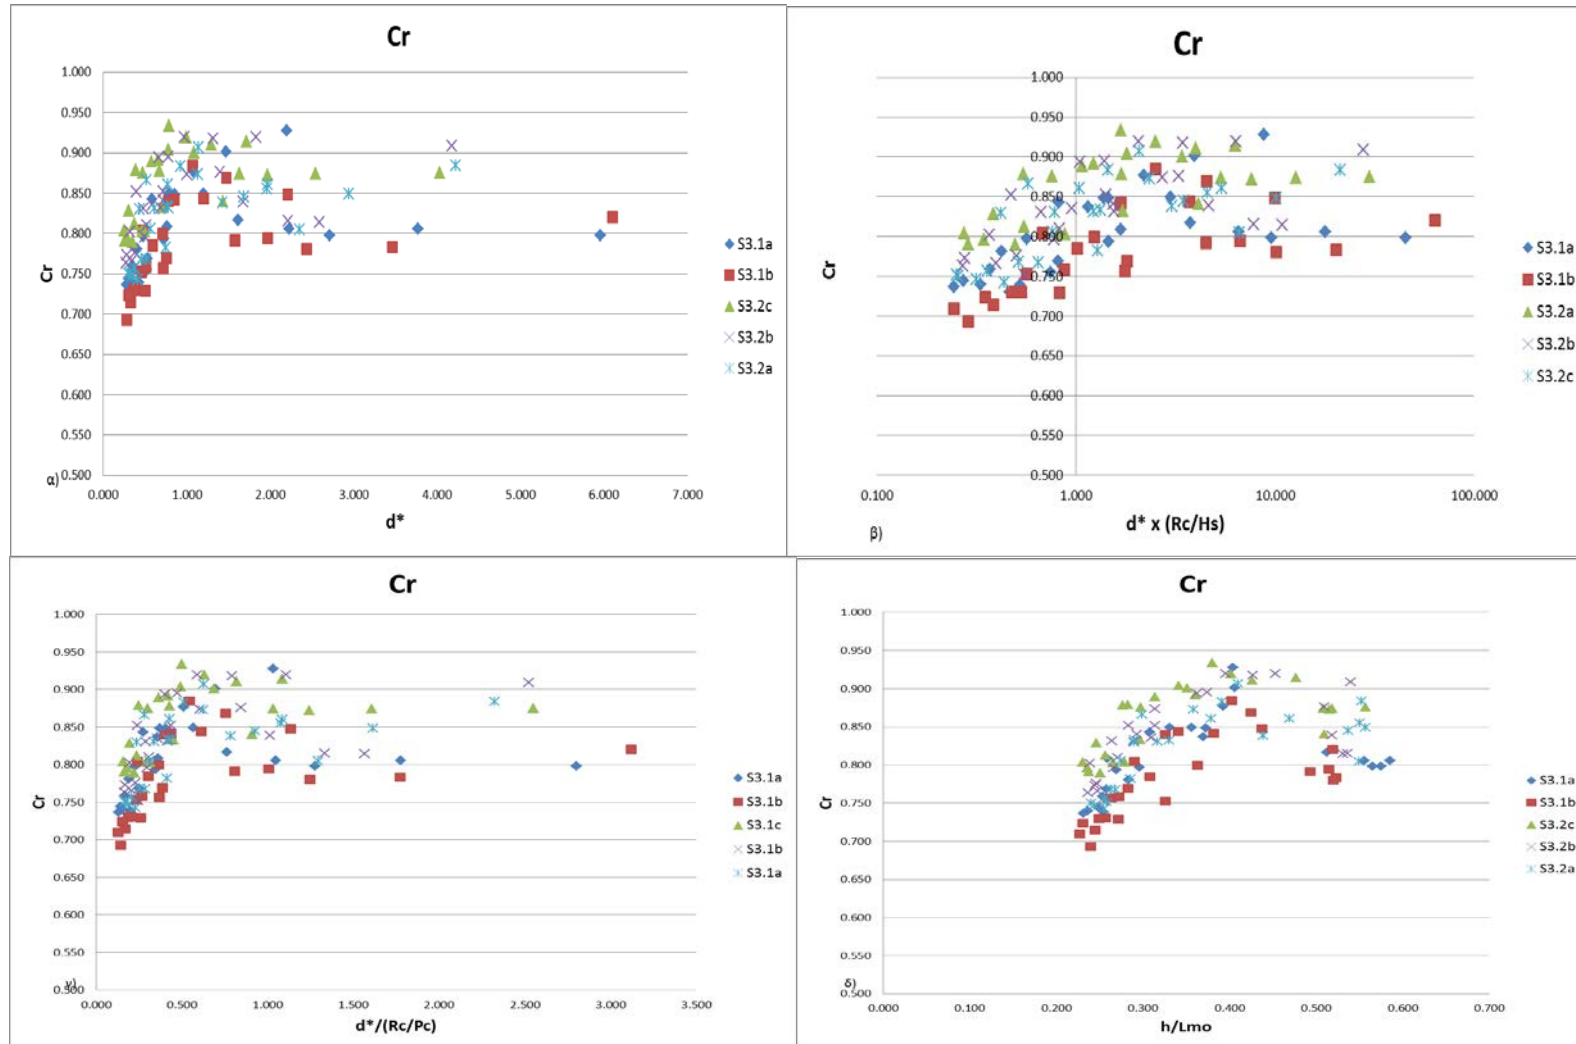 Cr
1.000
0.950
0.900
0.850
0.800
0.750
0.700
0.650
0.600
0.550
0.500
Cr
α)
0.000 1.000 2.000 3.000 4.000 5.000 6.000 7.000
d*
S3.1a
S3.1b
S3.2c
S3.2b
S3.2a
Cr
1.000
0.950
0.900
0.850
0.800
0.750
0.700
0.650
0.600
0.550
0.500
Cr
0.100 1.000 10.000 100.000
β)
d* x (Rc/Hs)
S3.1a
S3.1b
S3.2a
S3.2b
S3.2c
Cr
1.000
0.950
0.900
0.850
0.800
0.750
0.700
0.650
0.600
0.550
0.500
Cr
γ)
0.000 0.500 1.000 1.500 2.000 2.500 3.000 3.500
d*/(Rc/Pc)
S3.1a
S3.1b
S3.1c
S3.1b
S3.1a
Cr
1.000
0.950
0.900
0.850
0.800
0.750
0.700
0.650
0.600
0.550
0.500
Cr
δ)
0.000 0.100 0.200 0.300 0.400 0.500 0.600 0.700
h/Lmo
S3.1a
S3.1b
S3.2c
S3.2b
S3.2a